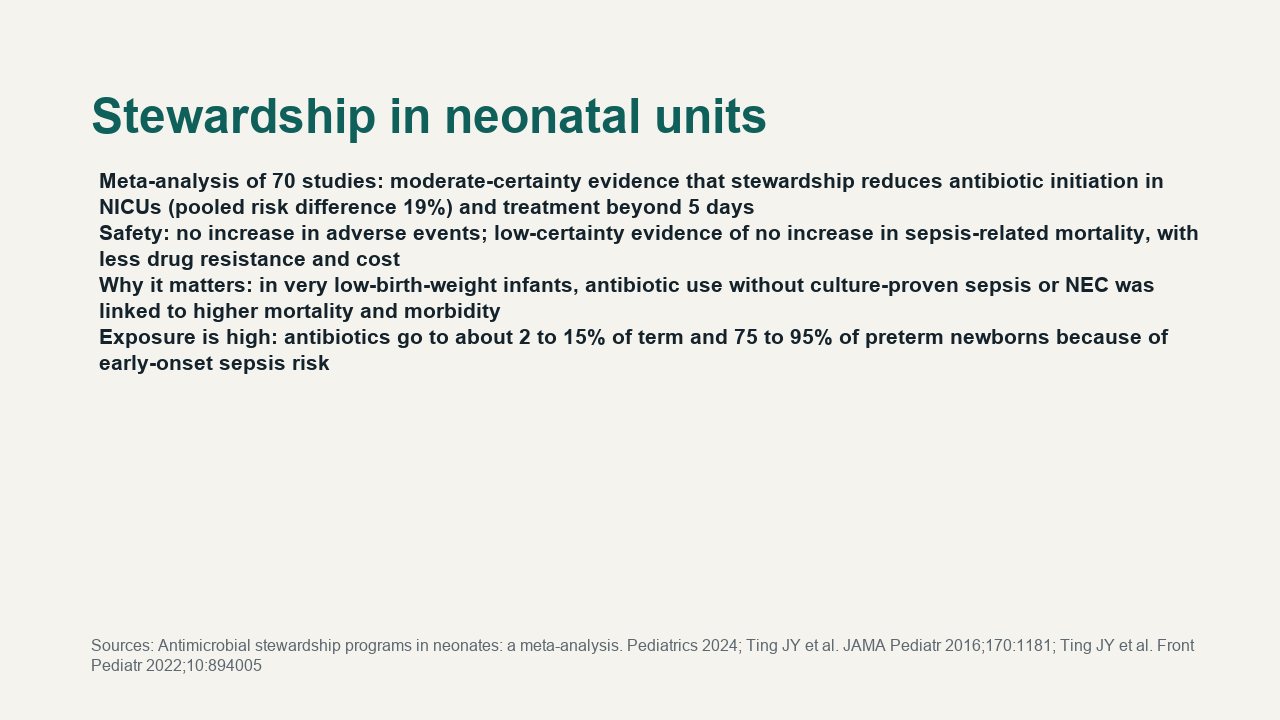 Stewardship in neonatal units
Meta-analysis of 70 studies: moderate-certainty evidence that stewardship reduces antibiotic initiation in
NICUs (pooled risk difference 19%) and treatment beyond 5 days
Safety: no increase in adverse events; low-certainty evidence of no increase in sepsis-related mortality, with
less drug resistance and cost
Why it matters: in very low-birth-weight infants, antibiotic use without culture-proven sepsis or NEC was
linked to higher mortality and morbidity
Exposure is high: antibiotics go to about 2 to 15% of term and 75 to 95% of preterm newborns because of
early-onset sepsis risk
Sources: Antimicrobial stewardship programs in neonates: a meta-analysis. Pediatrics 2024; Ting JY et al. JAMA Pediatr 2016;170:1181; Ting JY et al. Front
Pediatr 2022;10:894005